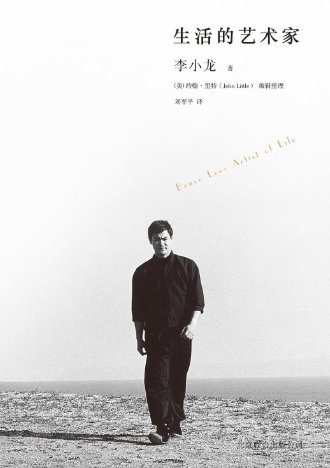 生活的艺术家
李小龙 著
(美)约翰·里特(John Little) 编辑整理
刘军平 译
Bruce Lee: Artist of Life